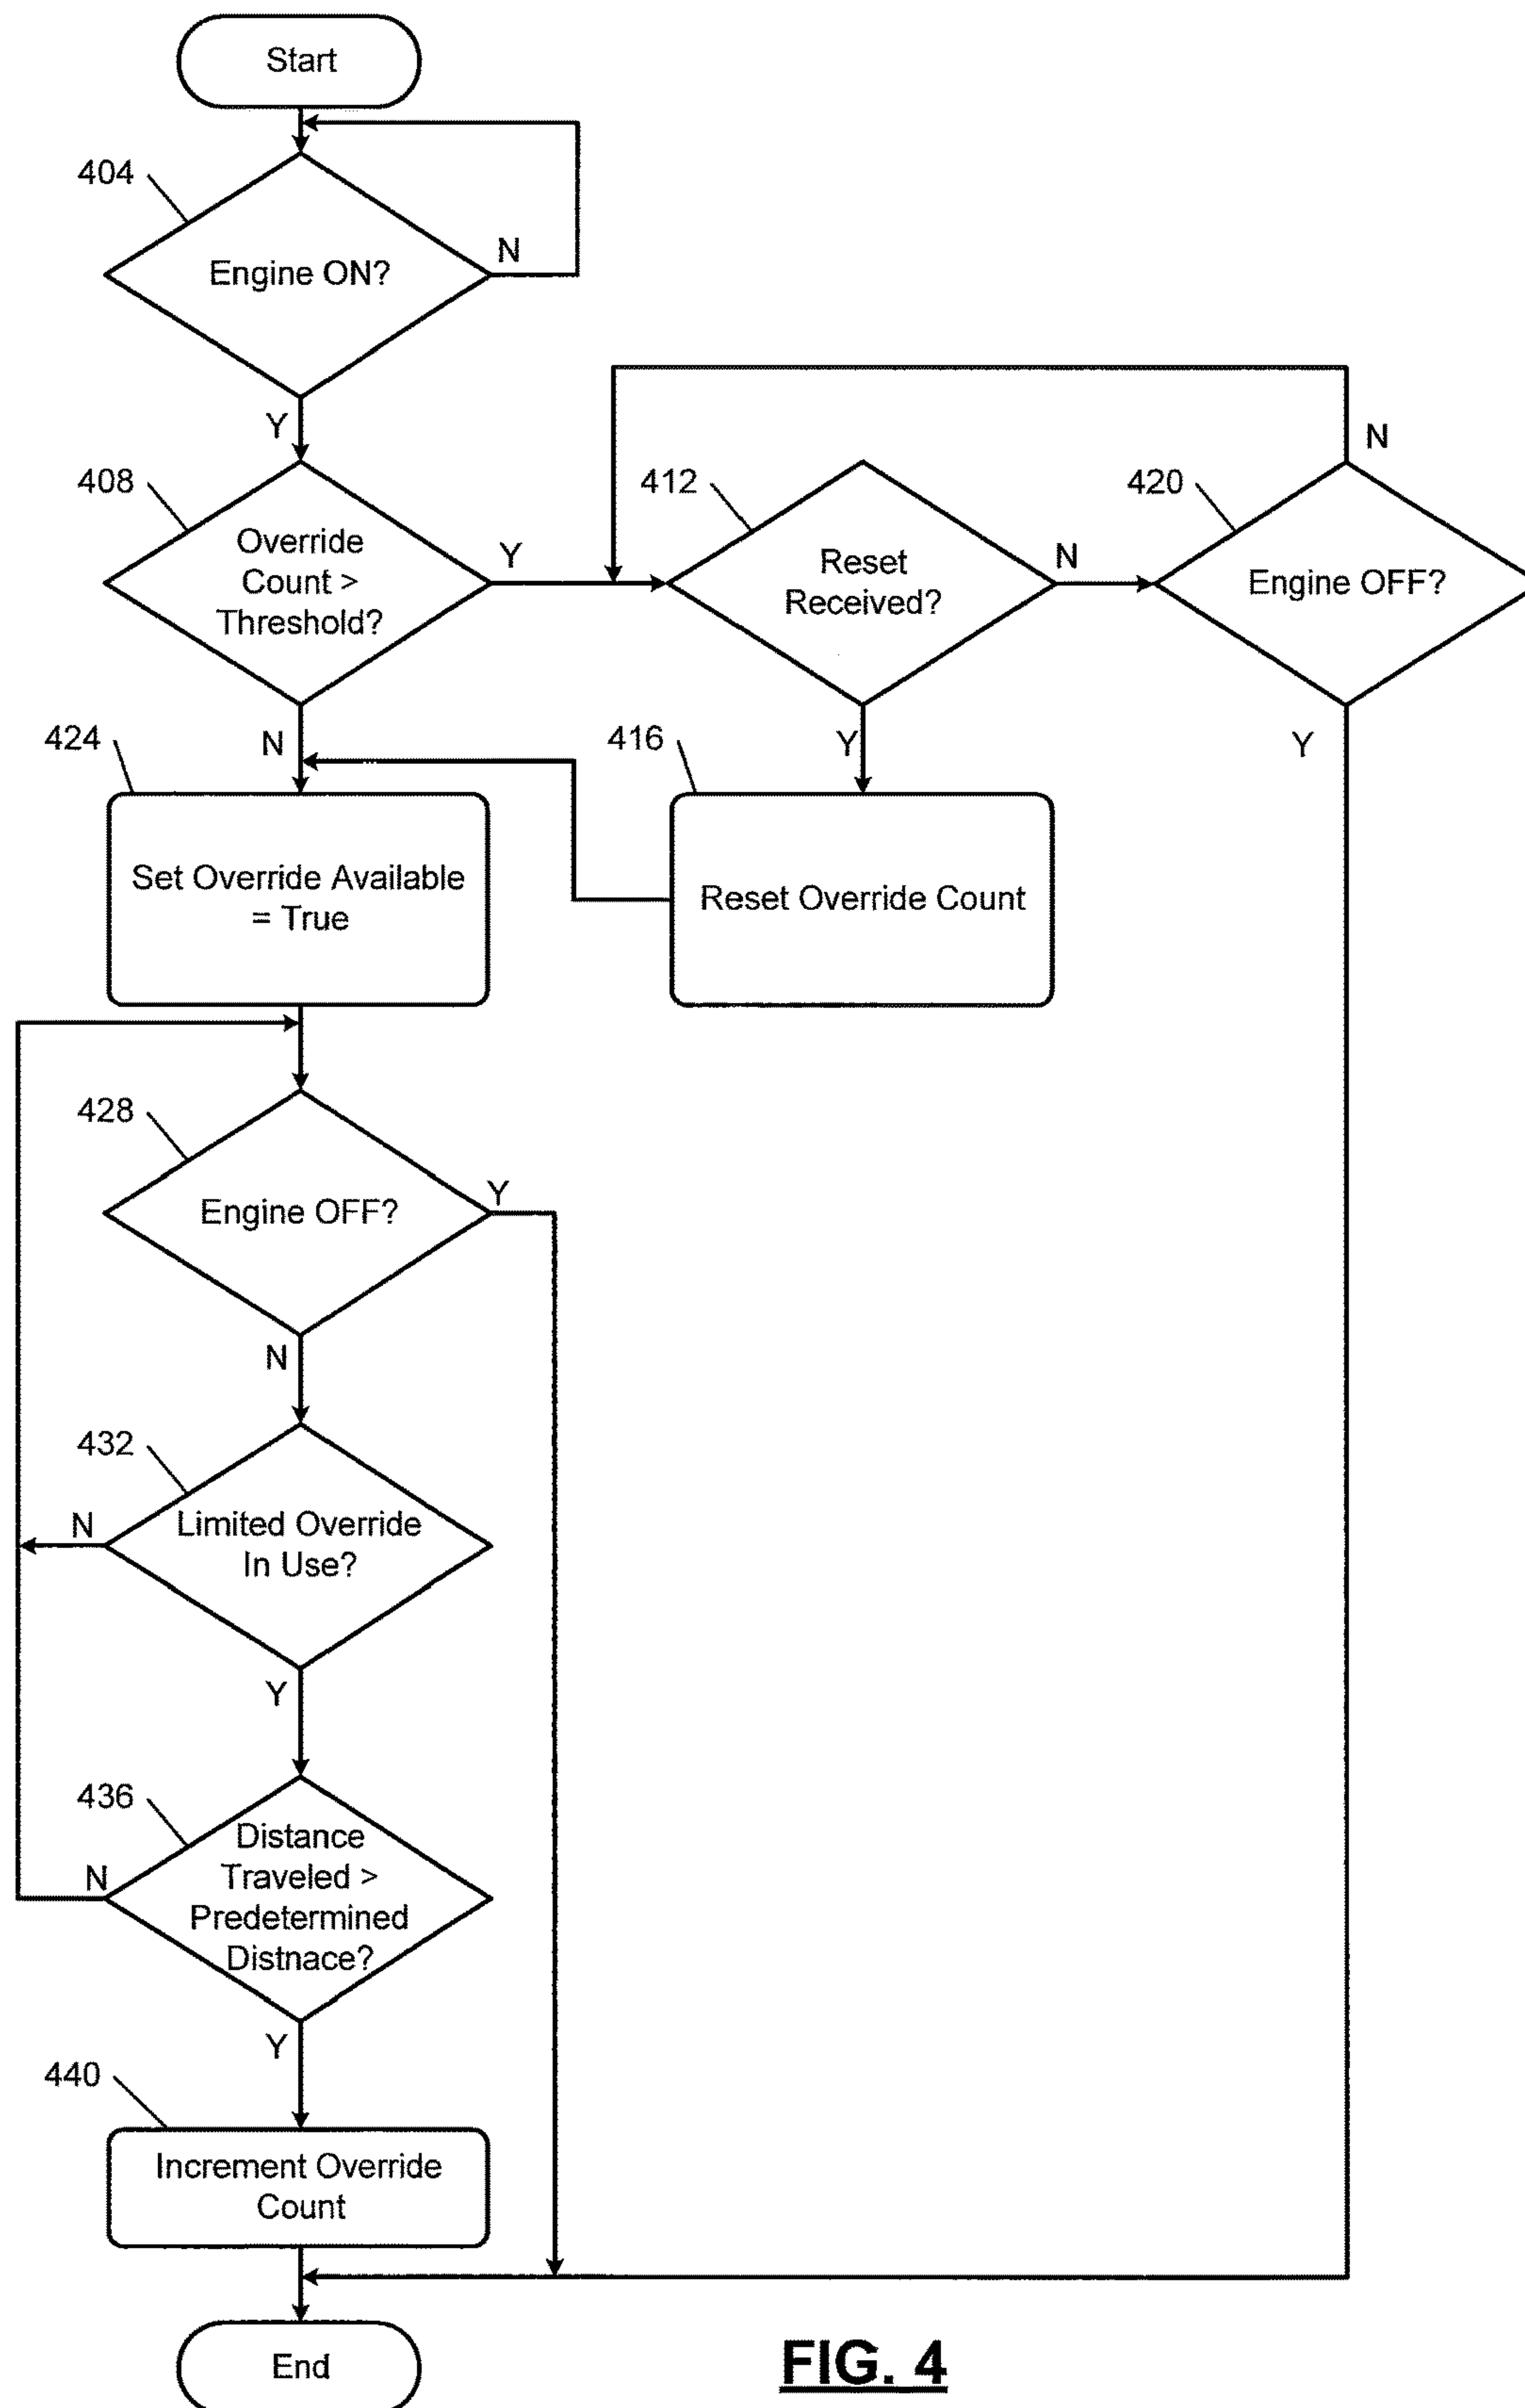 Start
404
Engine ON?
N
Y
408
Override
Count >
Threshold?
Y
N
412
Reset
Received?
N
Y
420
Engine OFF?
N
Y
424
Set Override Available
= True
416
Reset Override Count
428
Engine OFF?
Y
N
432
Limited Override
In Use?
N
Y
436
Distance
Traveled >
Predetermined
Distnace?
N
Y
440
Increment Override
Count
End
FIG. 4